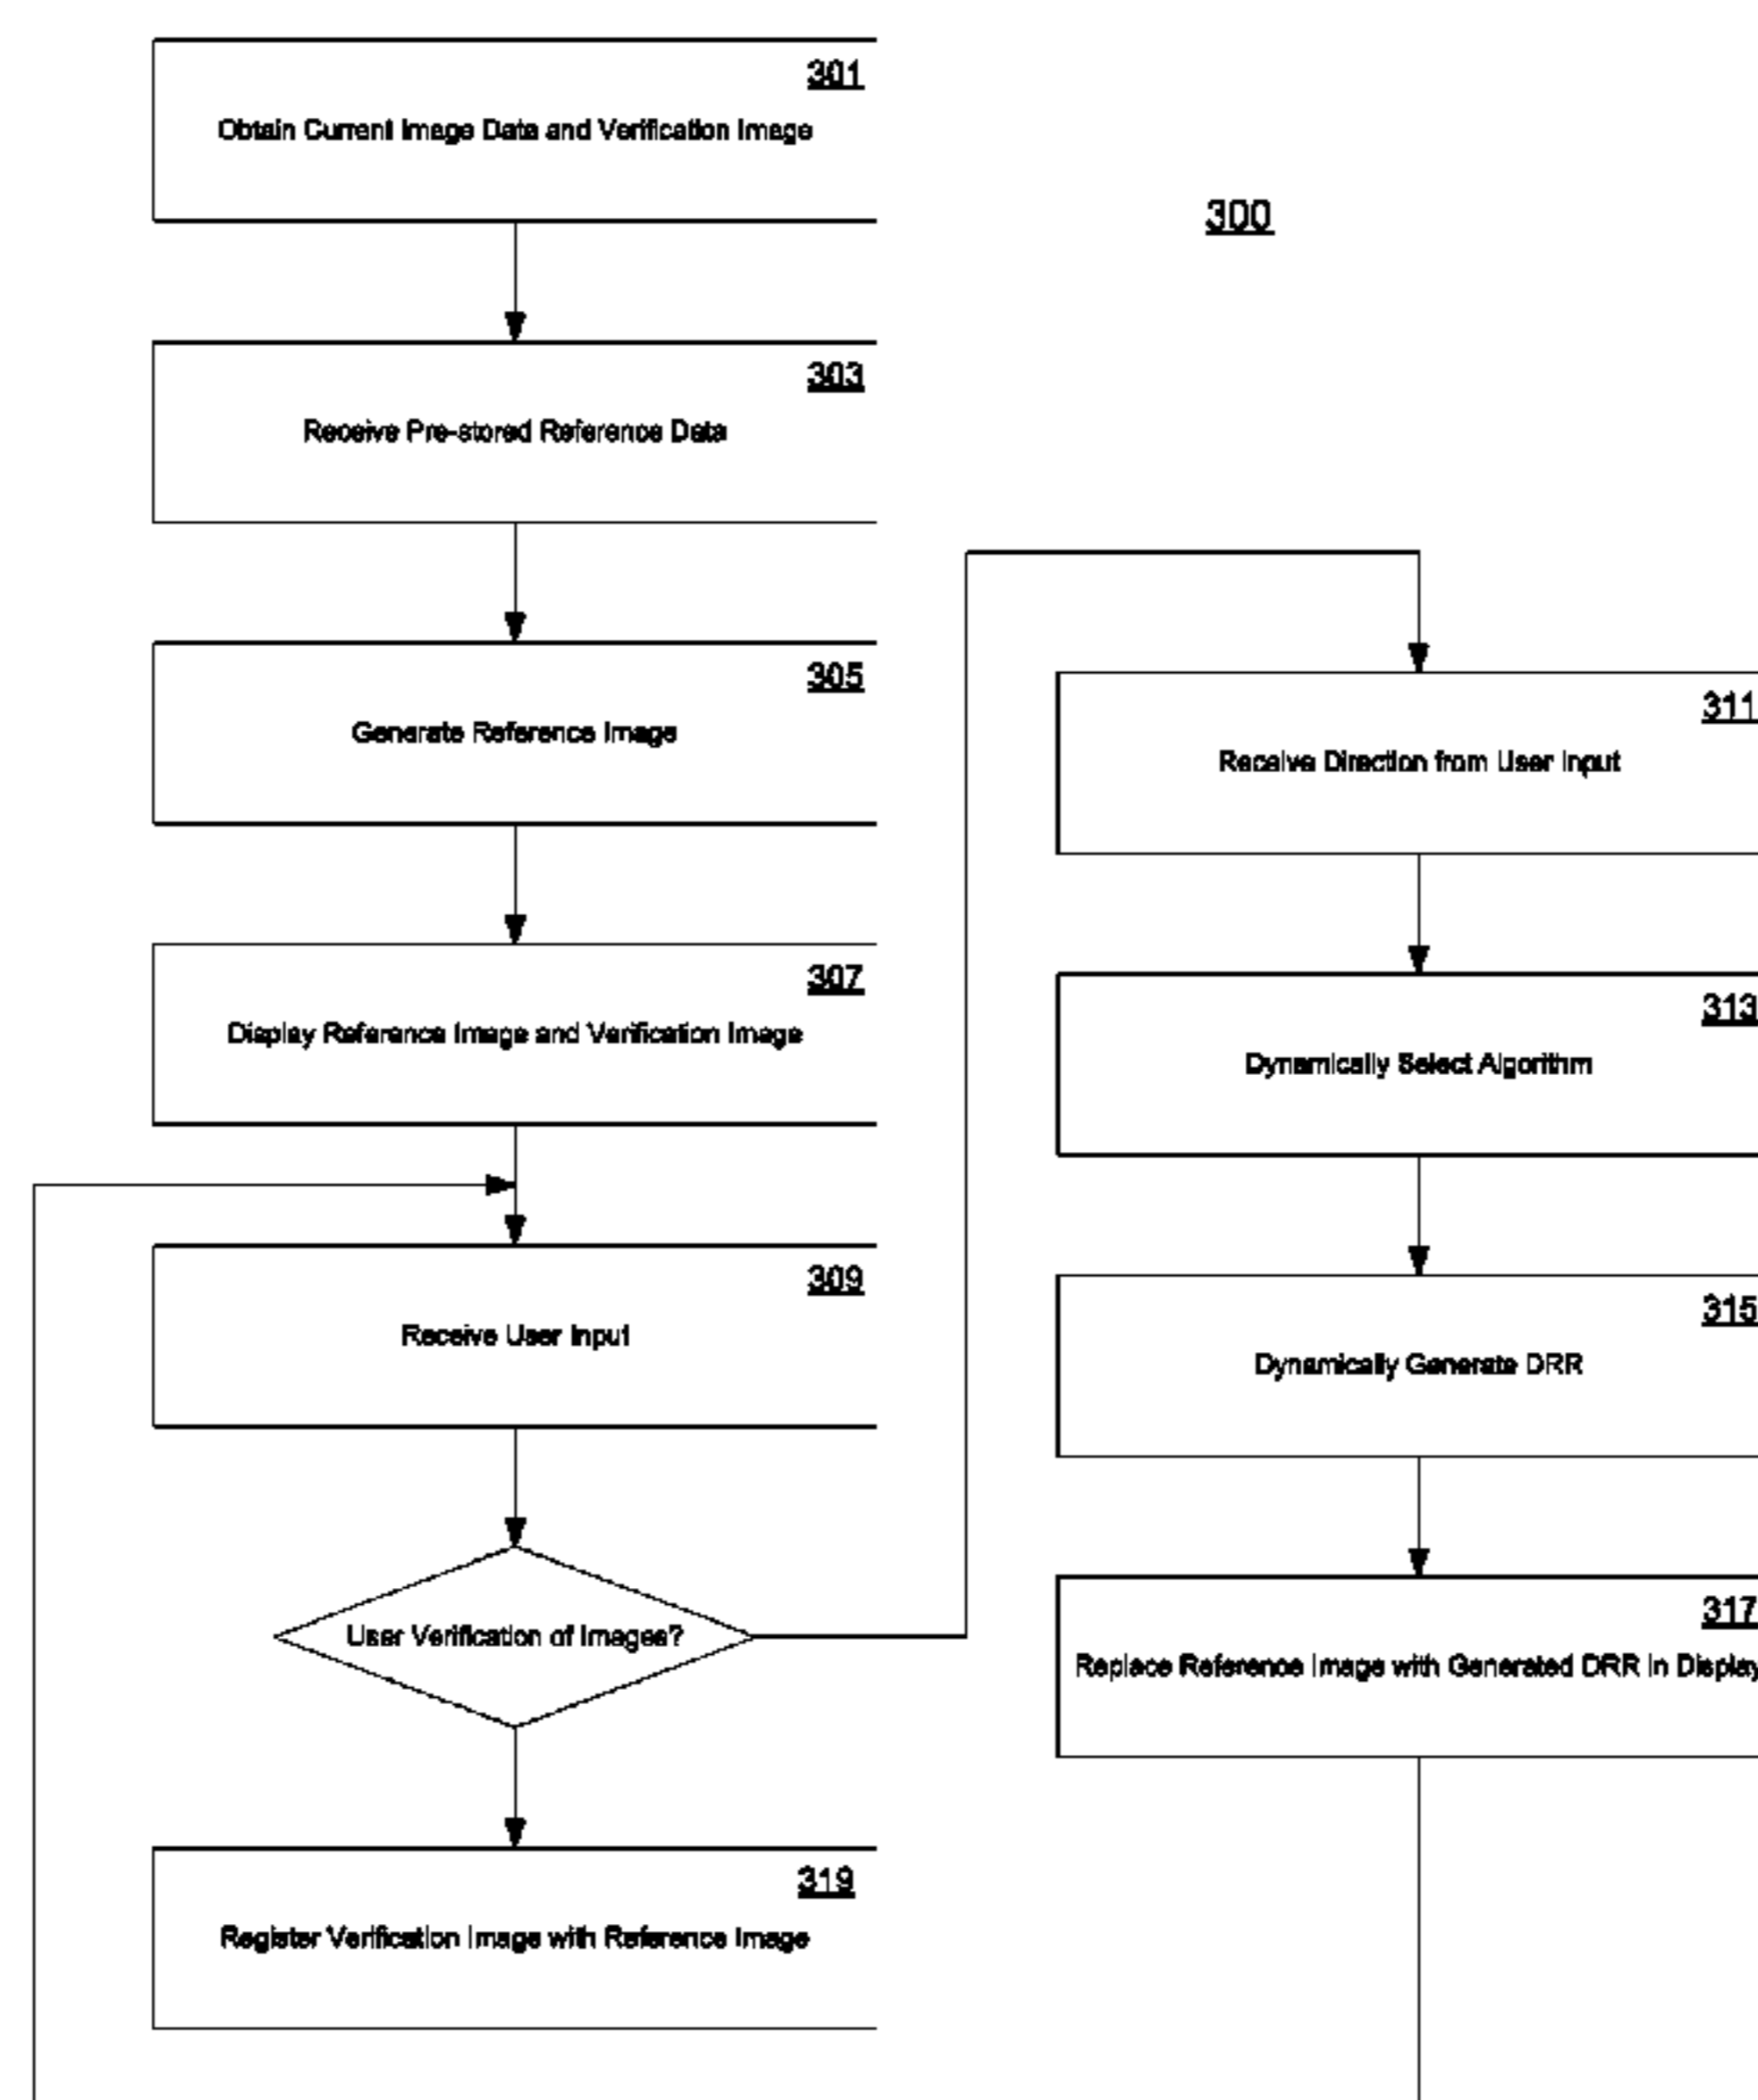 301
Obtain Current Image Data and Verification Image
300
303
Receive Pre-stored Reference Data
305
Generate Reference Image
307
Display Reference Image and Verification Image
309
Receive User Input
User Verification of Images?
319
Register Verification Image with Reference Image
311
Receive Direction from User Input
313
Dynamically Select Algorithm
315
Dynamically Generate DRR
317
Replace Reference Image with Generated DRR in Display